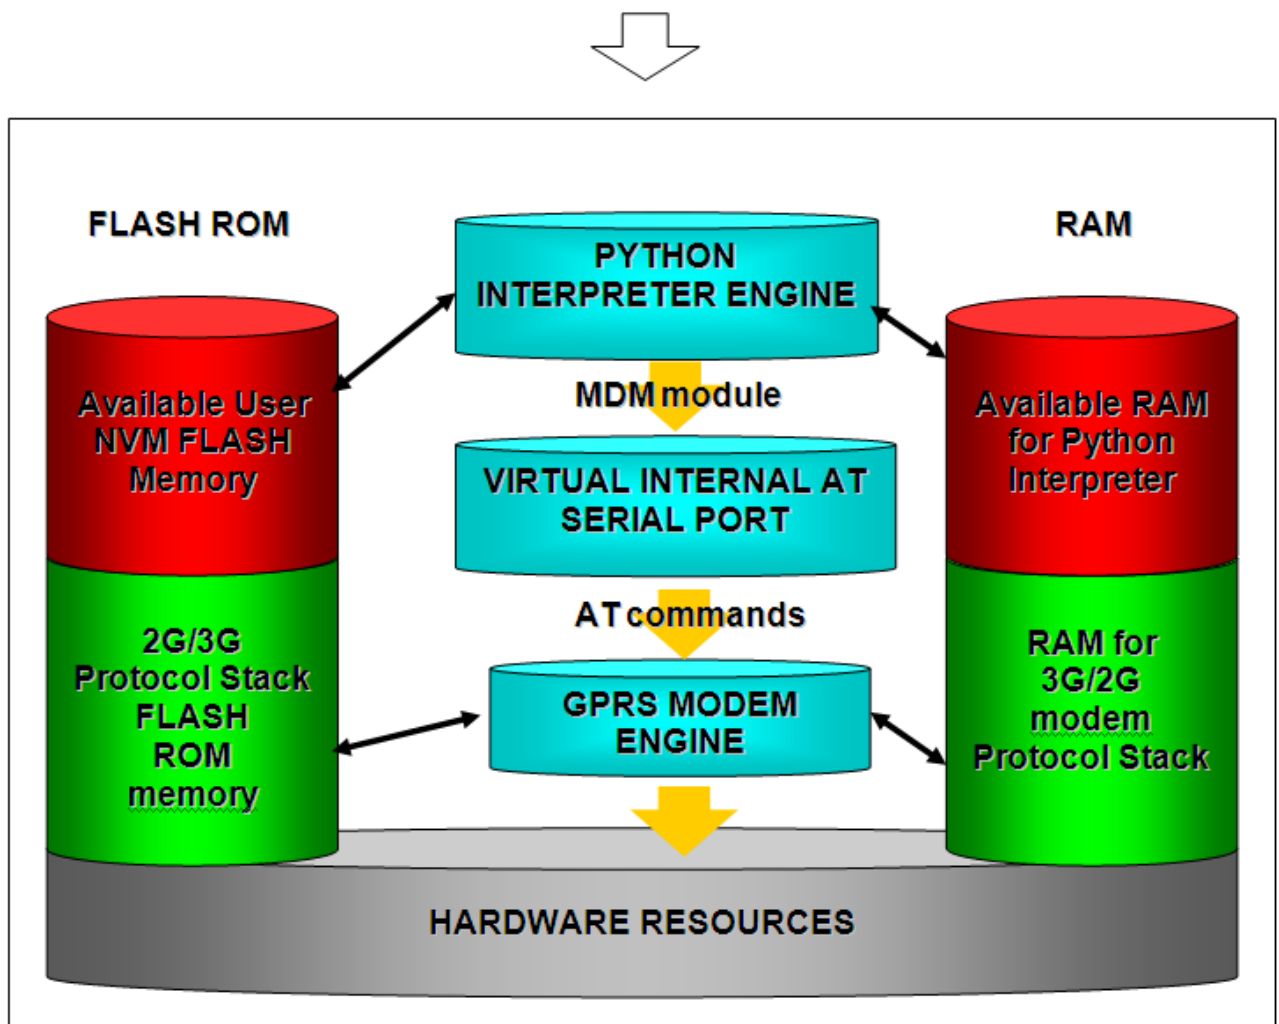 FLASH ROM
RAM
PYTHON
INTERPRETER ENGINE
Available User
NVM FLASH
Memory
MDM module
Available RAM
for Python
Interpreter
VIRTUAL INTERNAL AT
SERIAL PORT
AT commands
2G/3G
Protocol Stack
FLASH
ROM
memory
GPRS MODEM
ENGINE
RAM for
3G/2G
modem
Protocol Stack
HARDWARE RESOURCES